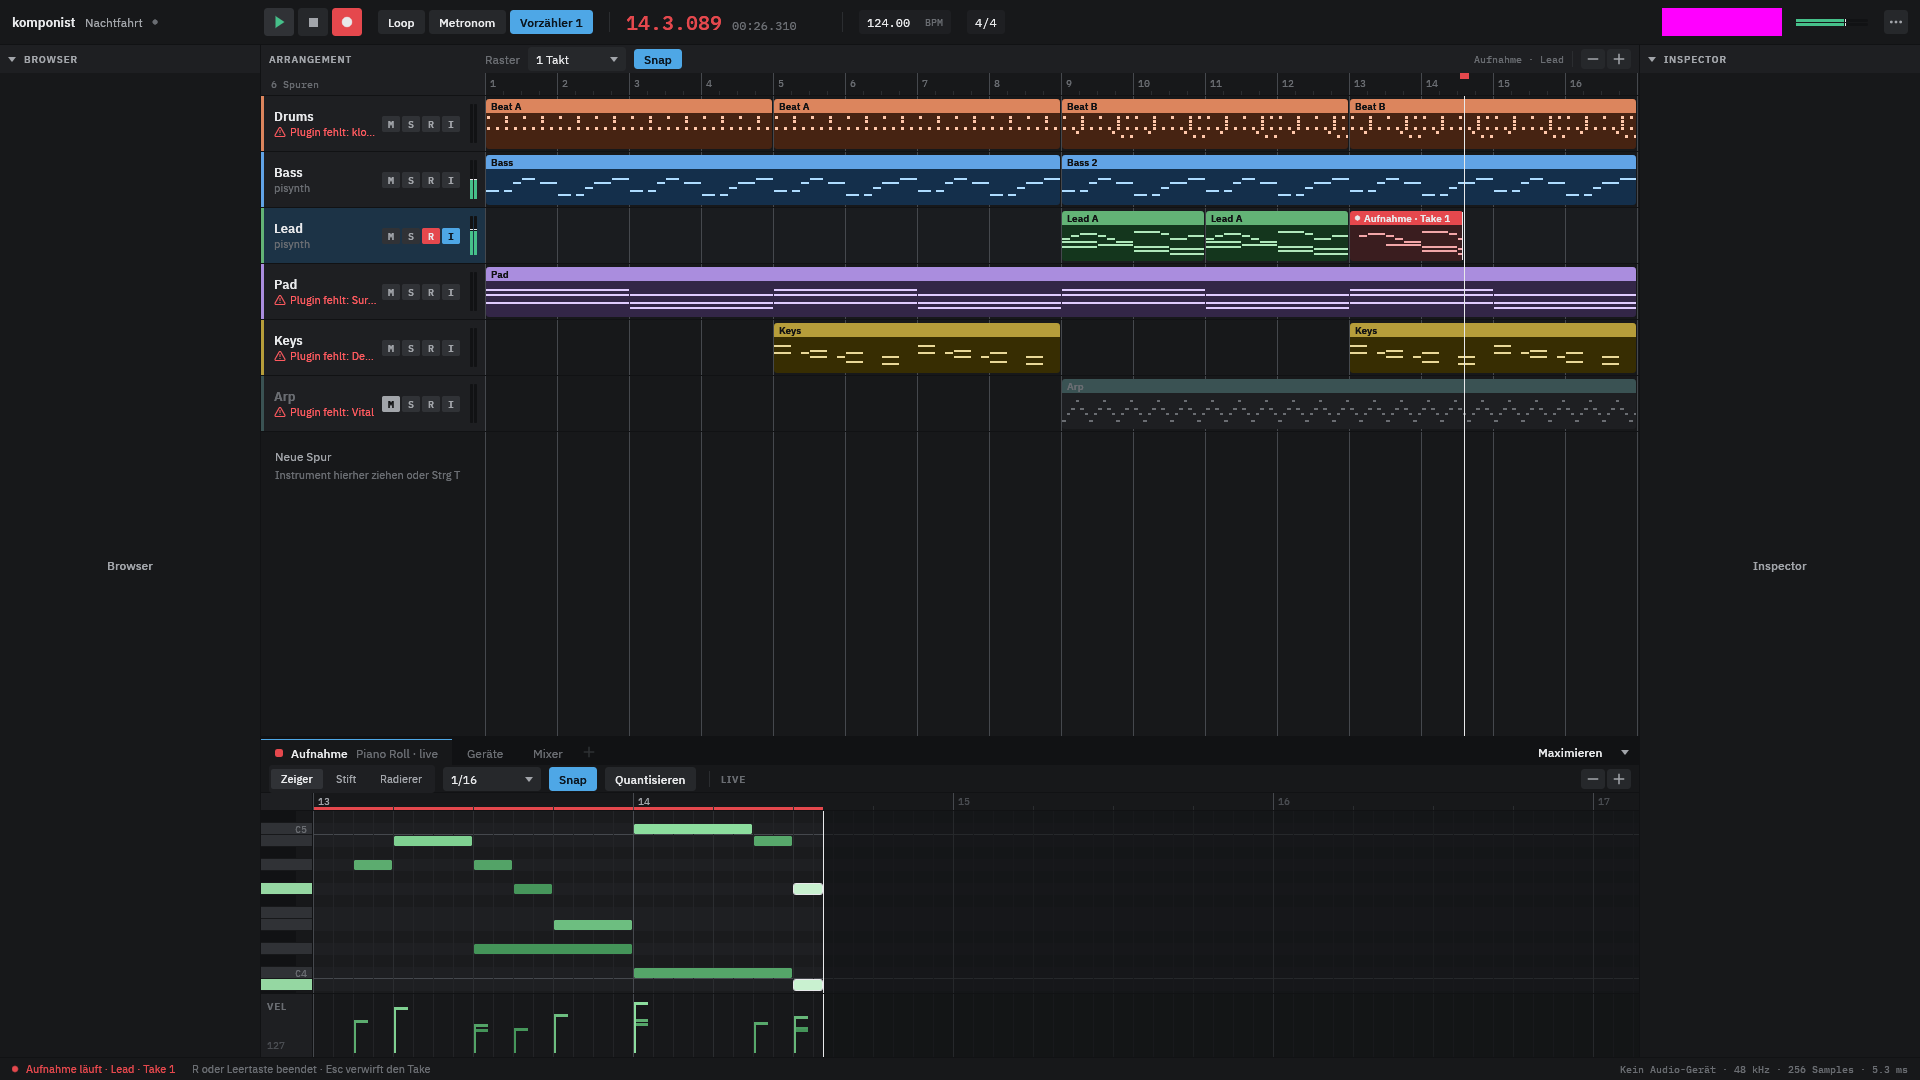 komponist Nachtfahrt
Loop Metronom Vorzähler 1 14.3.089 00:26.310 124.00 BPM 4/4
BROWSER
ARRANGEMENT Raster 1 Takt Snap Aufnahme · Lead
INSPECTOR
6 Spuren 1 2 3 4 5 6 7 8 9 10 11 12 13 14 15 16
Drums M S R I
Plugin fehlt: klo...
Beat A Beat A Beat B Beat B
Bass M S R I
pisynth
Bass Bass 2
Lead M S R I
pisynth
Lead A Lead A Aufnahme · Take 1
Pad M S R I
Plugin fehlt: Sur...
Pad
Keys M S R I
Plugin fehlt: De...
Keys Keys
Arp M S R I
Plugin fehlt: Vital
Arp
Neue Spur
Instrument hierher ziehen oder Strg T
Browser
Inspector
Aufnahme Piano Roll · live Geräte Mixer Maximieren
Zeiger Stift Radierer 1/16 Snap Quantisieren LIVE
13 14 15 16 17
C5
C4
VEL
127
Aufnahme läuft · Lead · Take 1 R oder Leertaste beendet · Esc verwirft den Take
Kein Audio-Gerät · 48 kHz · 256 Samples · 5.3 ms